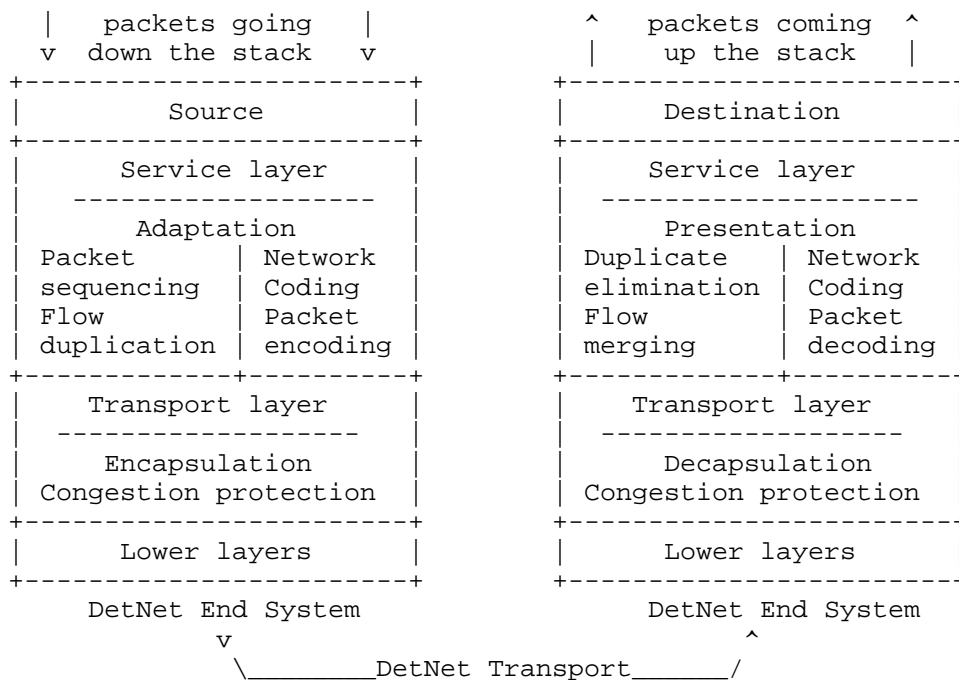 |   packets going   |              ^   packets coming   ^
v  down the stack   v              |    up the stack    |
+-------------------------+        +-------------------------+
|         Source          |        |      Destination
+-------------------------+        +-------------------------+
|      Service layer      |        |     Service layer
|   -------------------   |        |  --------------------
|       Adaptation        |        |      Presentation
| Packet      | Network   |        | Duplicate   | Network
| sequencing  | Coding    |        | elimination | Coding
| Flow        | Packet    |        | Flow        | Packet
| duplication | encoding  |        | merging     | decoding
+-------------+-----------+        +-------------+-----------
|    Transport layer      |        |    Transport layer
|  -------------------    |        |  -------------------
|     Encapsulation       |        |      Decapsulation
| Congestion protection   |        | Congestion protection
+-------------------------+        +-------------------------
|      Lower layers       |        |      Lower layers
+-------------------------+        +-------------------------
DetNet End System                   DetNet End System
v                                 ^
\_________DetNet Transport______/